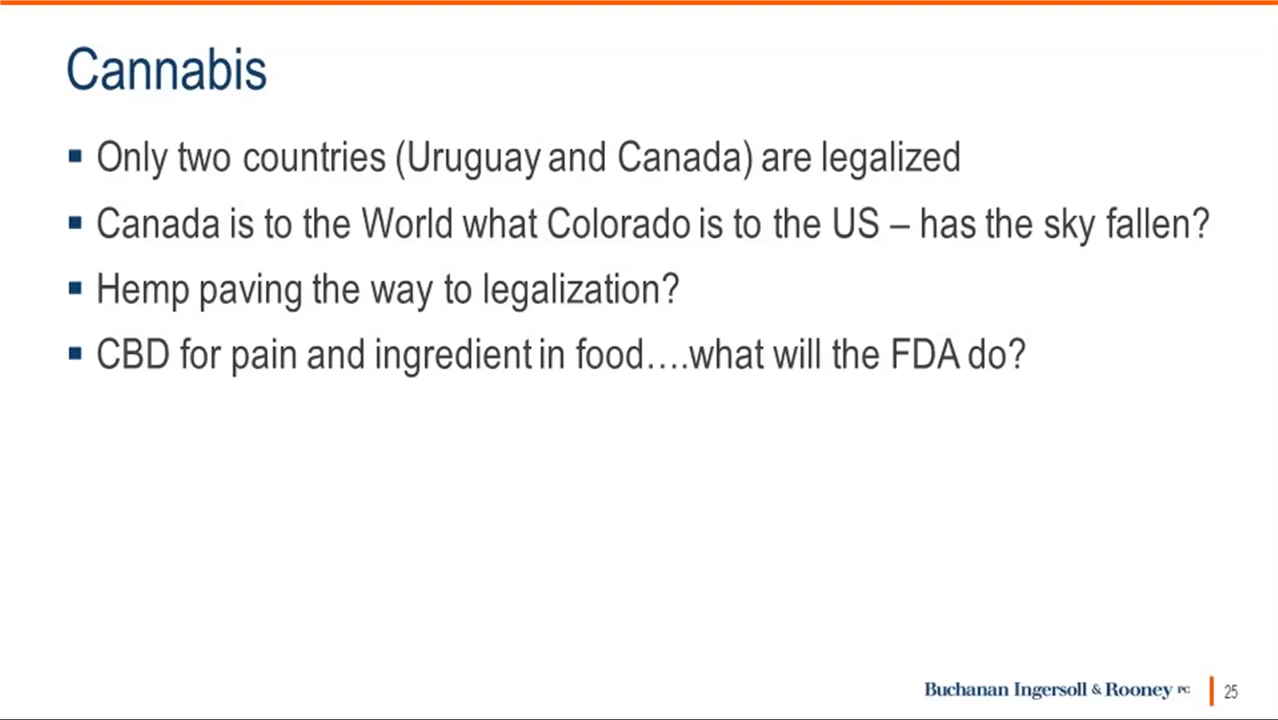 Cannabis
▪ Only two countries (Uruguay and Canada) are legalized
▪ Canada is to the World what Colorado is to the US – has the sky fallen?
▪ Hemp paving the way to legalization?
▪ CBD for pain and ingredient in food….what will the FDA do?
Buchanan Ingersoll & Rooney PC 25